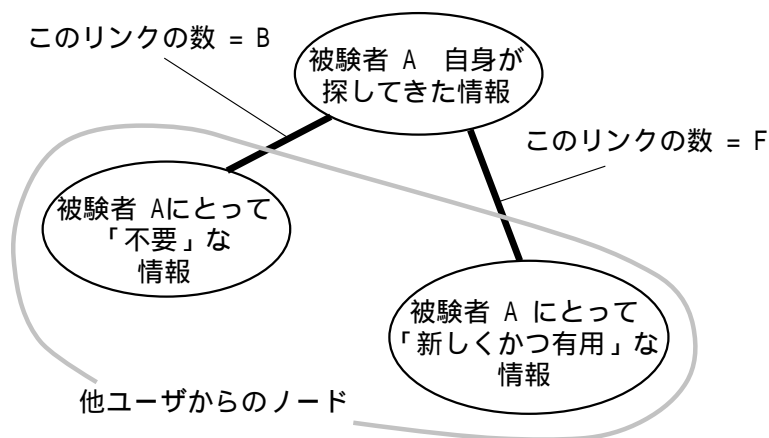 このリンクの数 = B
被験者 A 自身が
探してきた情報
このリンクの数 = F
被験者 Aにとって
「不要」な
情報
被験者 A にとって
「新しくかつ有用」な
情報
他ユーザからのノード